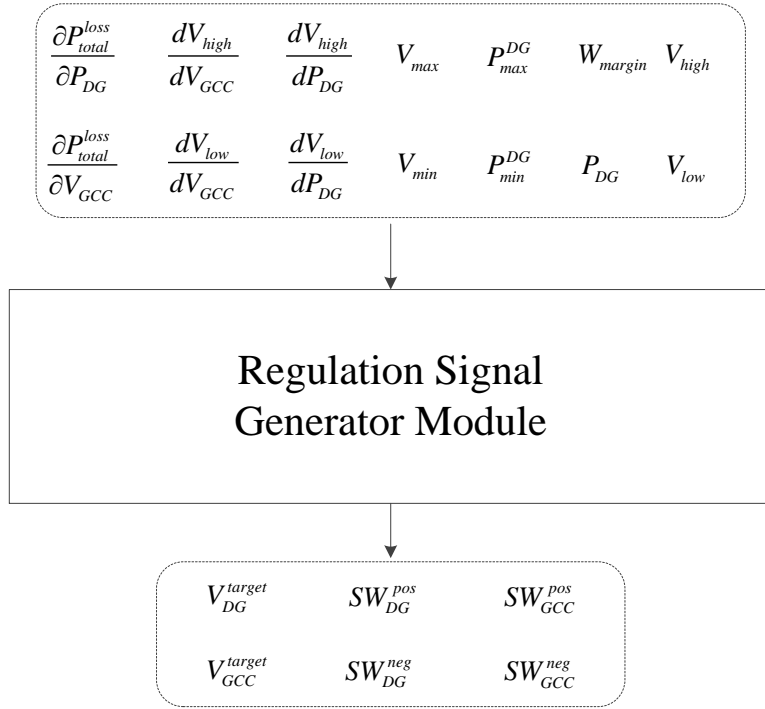 ∂P_total^loss/∂P_DG dV_high/dV_GCC dV_high/dP_DG V_max P_max^DG W_margin V_high
∂P_total^loss/∂V_GCC dV_low/dV_GCC dV_low/dP_DG V_min P_min^DG P_DG V_low
Regulation Signal
Generator Module
V_DG^target SW_DG^pos SW_GCC^pos
V_GCC^target SW_DG^neg SW_GCC^neg